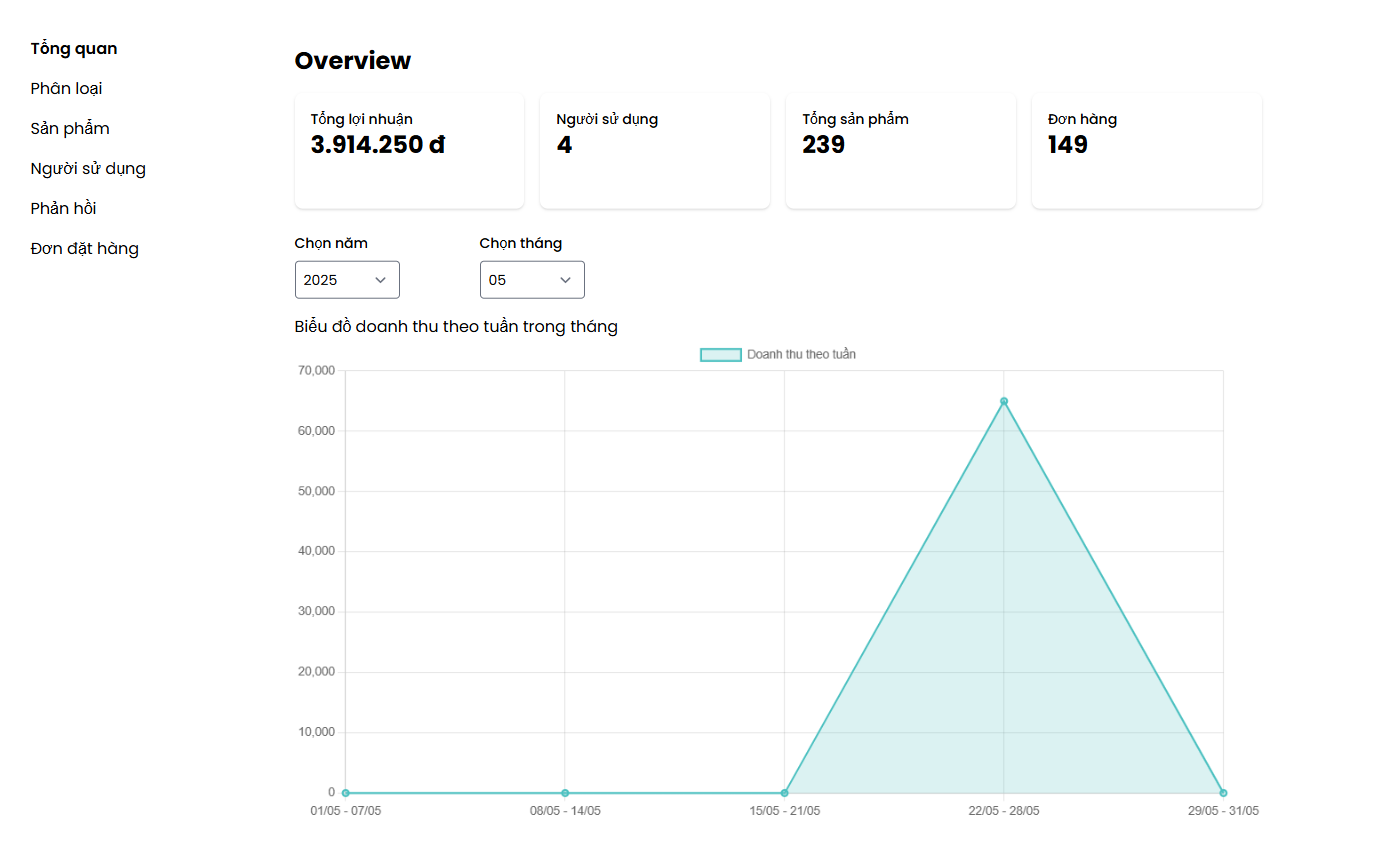 Tổng quan
Phân loại
Sản phẩm
Người sử dụng
Phản hồi
Đơn đặt hàng
Overview
Tổng lợi nhuận
3.914.250 đ
Người sử dụng
4
Tổng sản phẩm
239
Đơn hàng
149
Chọn năm
2025
Chọn tháng
05
Biểu đồ doanh thu theo tuần trong tháng
Doanh thu theo tuần
70,000
60,000
50,000
40,000
30,000
20,000
10,000
0
01/05 - 07/05
08/05 - 14/05
15/05 - 21/05
22/05 - 28/05
29/05 - 31/05